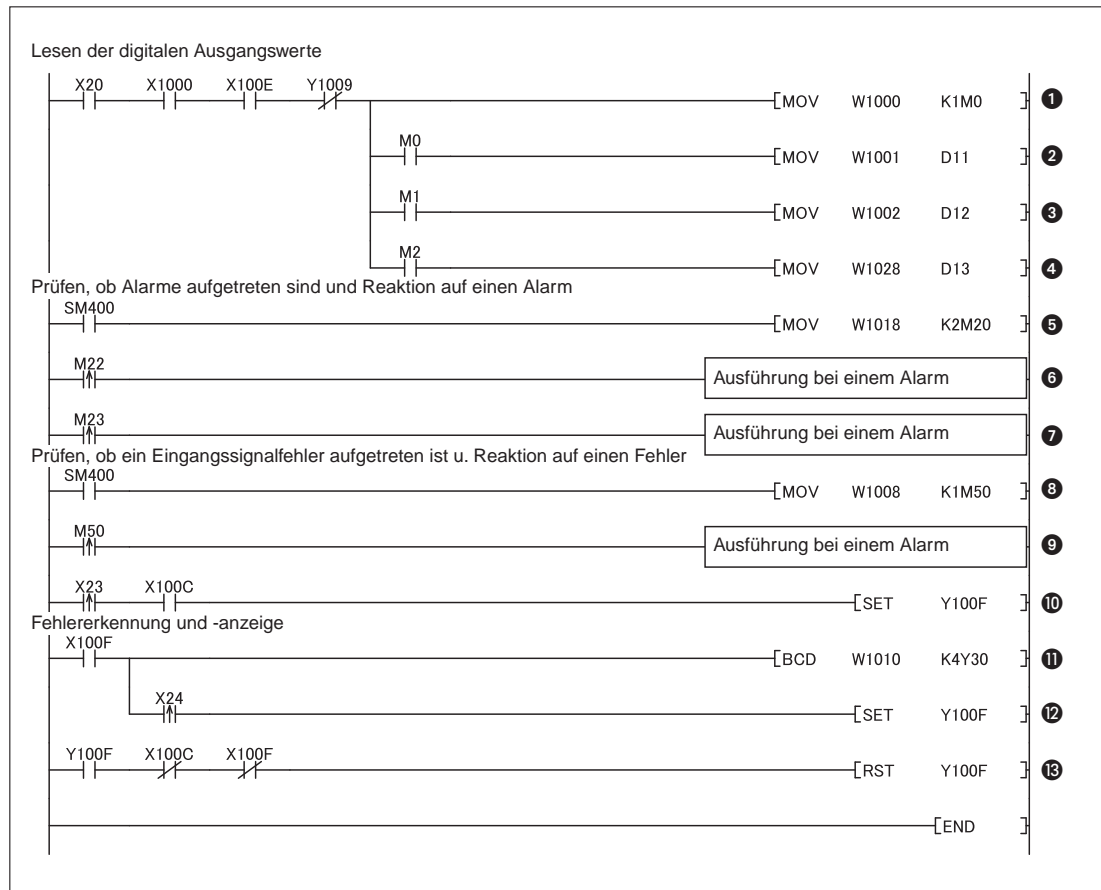 Lesen der digitalen Ausgangswerte
X20 X1000 X100E Y1009
[MOV W1000 K1M0 ] 1
M0
[MOV W1001 D11 ] 2
M1
[MOV W1002 D12 ] 3
M2
[MOV W1028 D13 ] 4
Prüfen, ob Alarme aufgetreten sind und Reaktion auf einen Alarm
SM400
[MOV W1018 K2M20 ] 5
M22
Ausführung bei einem Alarm 6
M23
Ausführung bei einem Alarm 7
Prüfen, ob ein Eingangssignalfehler aufgetreten ist u. Reaktion auf einen Fehler
SM400
[MOV W1008 K1M50 ] 8
M50
Ausführung bei einem Alarm 9
X23 X100C
[SET Y100F ] 10
Fehlererkennung und -anzeige
X100F
[BCD W1010 K4Y30 ] 11
X24
[SET Y100F ] 12
Y100F X100C X100F
[RST Y100F ] 13
[END ]